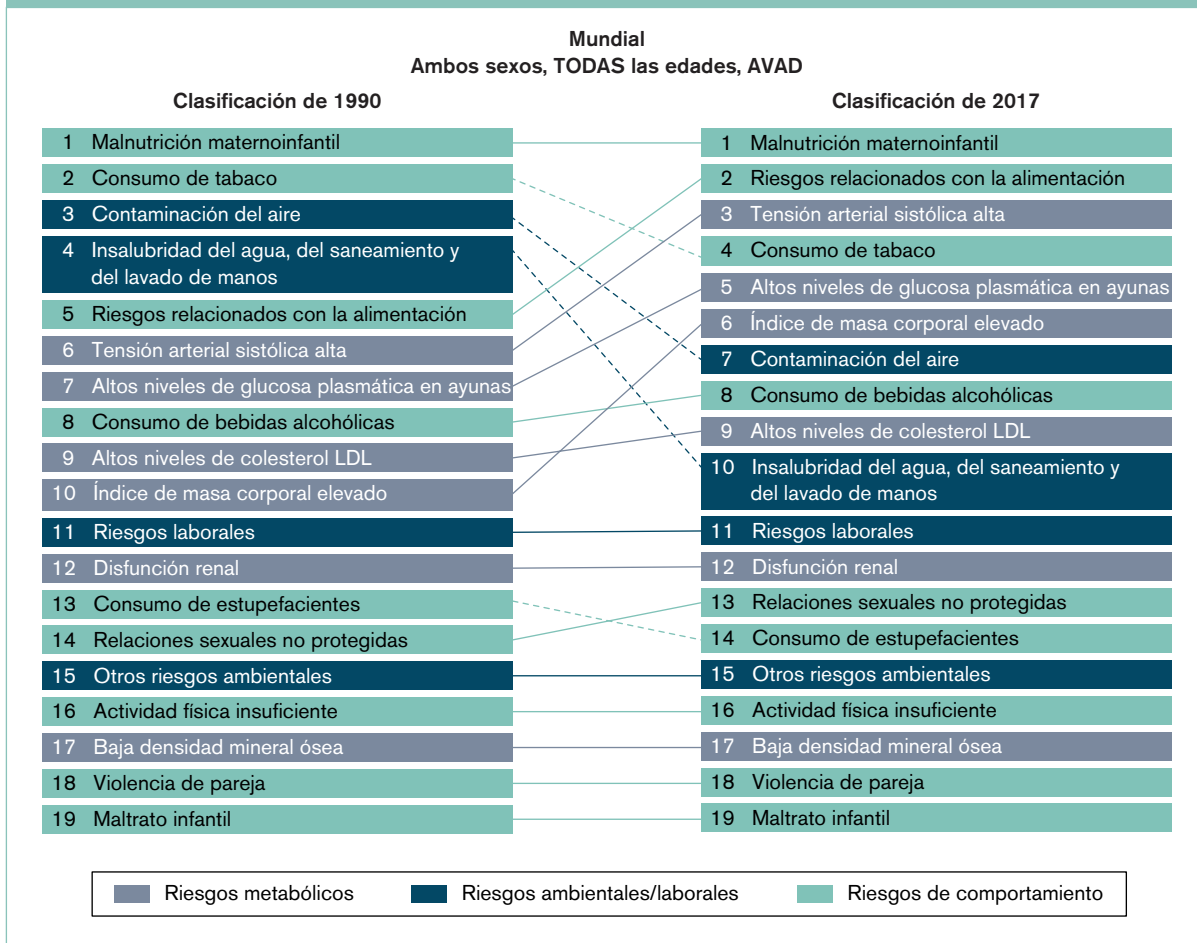 Mundial
Ambos sexos, TODAS las edades, AVAD
Clasificación de 1990
1 Malnutrición maternoinfantil
2 Consumo de tabaco
3 Contaminación del aire
4 Insalubridad del agua, del saneamiento y
del lavado de manos
5 Riesgos relacionados con la alimentación
6 Tensión arterial sistólica alta
7 Altos niveles de glucosa plasmática en ayunas
8 Consumo de bebidas alcohólicas
9 Altos niveles de colesterol LDL
10 Índice de masa corporal elevado
11 Riesgos laborales
12 Disfunción renal
13 Consumo de estupefacientes
14 Relaciones sexuales no protegidas
15 Otros riesgos ambientales
16 Actividad física insuficiente
17 Baja densidad mineral ósea
18 Violencia de pareja
19 Maltrato infantil
Clasificación de 2017
1 Malnutrición maternoinfantil
2 Riesgos relacionados con la alimentación
3 Tensión arterial sistólica alta
4 Consumo de tabaco
5 Altos niveles de glucosa plasmática en ayunas
6 Índice de masa corporal elevado
7 Contaminación del aire
8 Consumo de bebidas alcohólicas
9 Altos niveles de colesterol LDL
10 Insalubridad del agua, del saneamiento y
del lavado de manos
11 Riesgos laborales
12 Disfunción renal
13 Relaciones sexuales no protegidas
14 Consumo de estupefacientes
15 Otros riesgos ambientales
16 Actividad física insuficiente
17 Baja densidad mineral ósea
18 Violencia de pareja
19 Maltrato infantil
Riesgos metabólicos
Riesgos ambientales/laborales
Riesgos de comportamiento